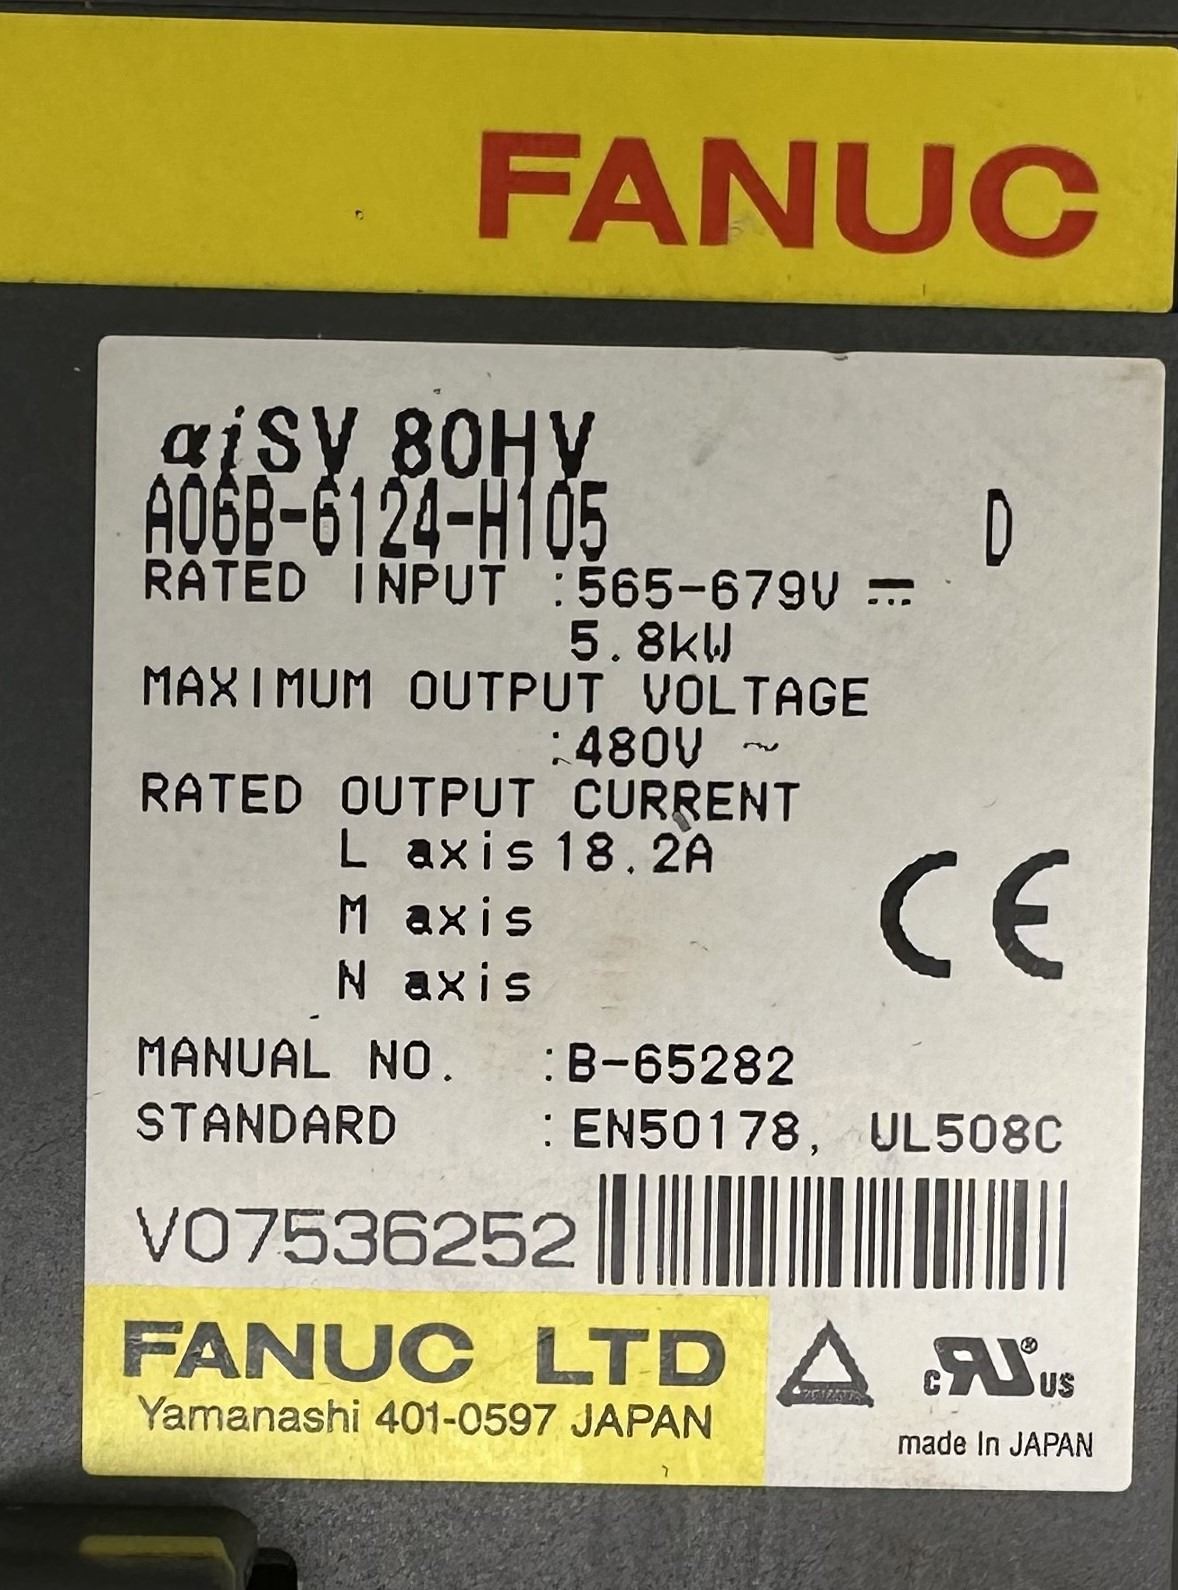 FANUC
αiSV 80HV
A06B-6124-H105 D
RATED INPUT :565-679V ⎓
5.8kW
MAXIMUM OUTPUT VOLTAGE
:480V ~
RATED OUTPUT CURRENT
L axis 18.2A
M axis
N axis
CE
MANUAL NO. :B-65282
STANDARD :EN50178, UL508C
V07536252
FANUC LTD
Yamanashi 401-0597 JAPAN
c RU® US
made In JAPAN